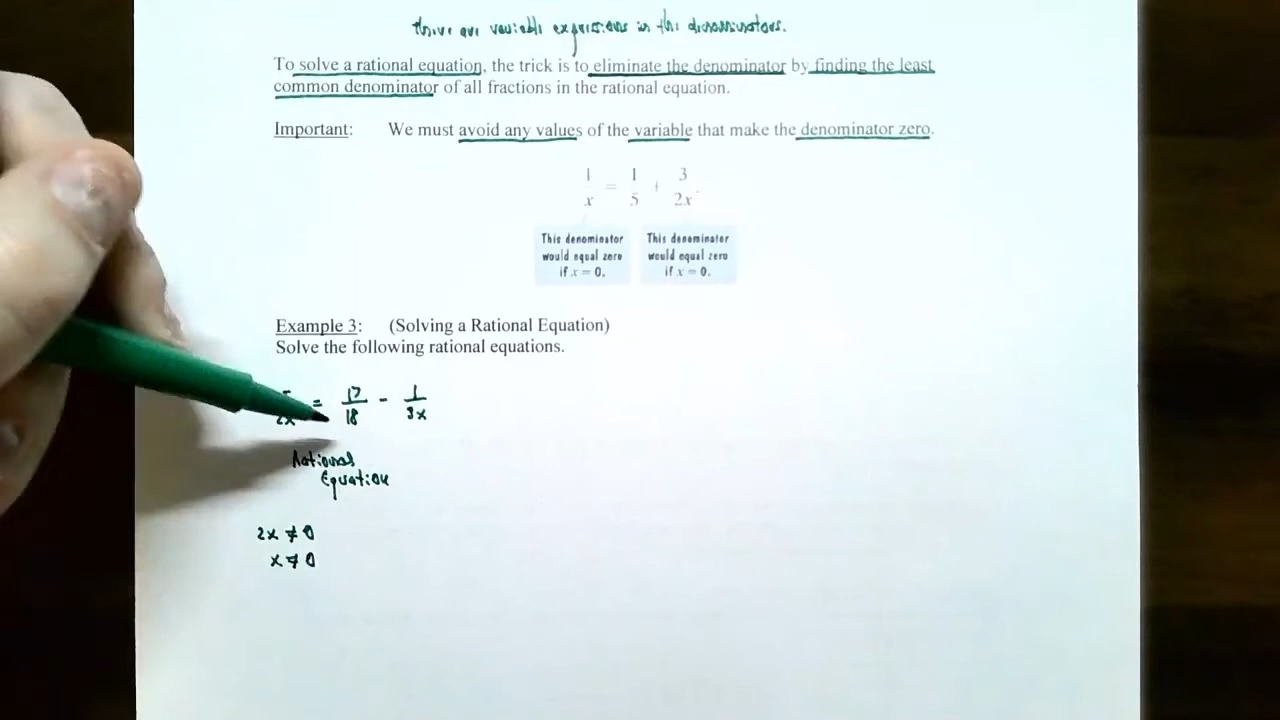 there are variable expressions in the denominators.
To solve a rational equation, the trick is to eliminate the denominator by finding the least
common denominator of all fractions in the rational equation.
Important: We must avoid any values of the variable that make the denominator zero.
1/x = 1/5 + 3/2x.
This denominator
would equal zero
if x = 0.
This denominator
would equal zero
if x = 0.
Example 3: (Solving a Rational Equation)
Solve the following rational equations.
2x = 17/18 - 1/3x
Rational
Equation
2x ≠ 0
x ≠ 0